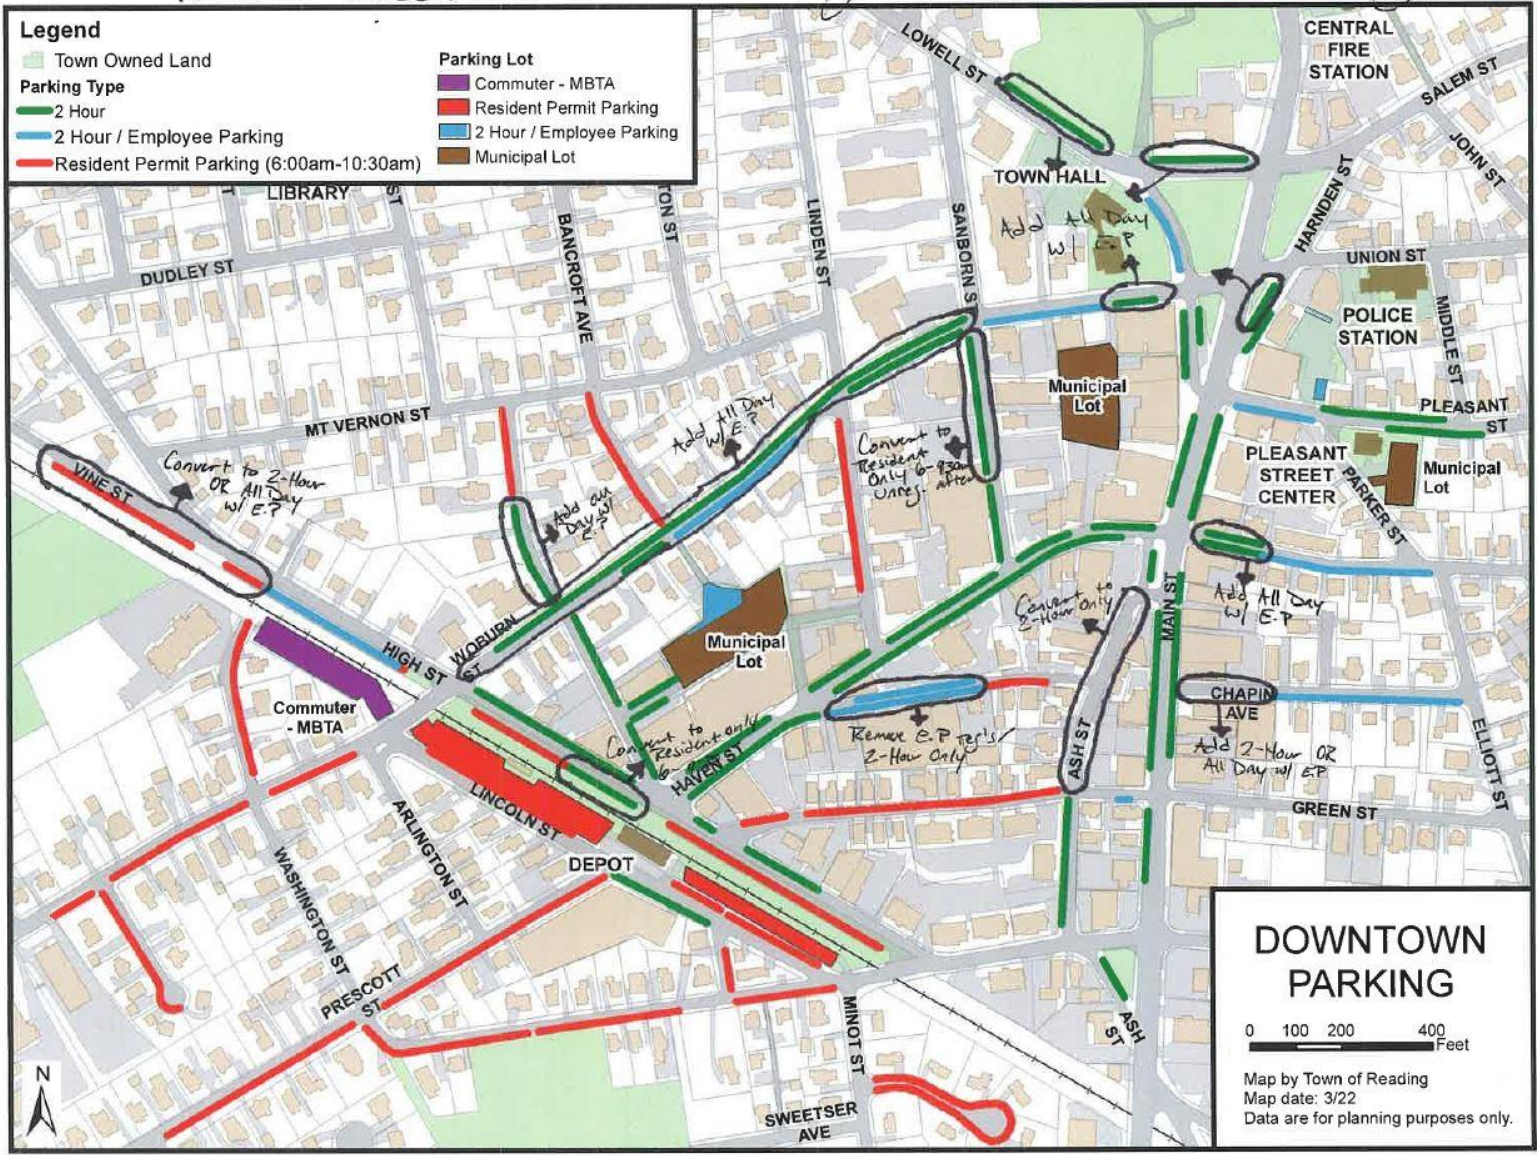 Legend
Town Owned Land
Parking Type
2 Hour
2 Hour / Employee Parking
Resident Permit Parking (6:00am-10:30am)
Parking Lot
Commuter - MBTA
Resident Permit Parking
2 Hour / Employee Parking
Municipal Lot
LOWELL ST
CENTRAL
FIRE
STATION
SALEM ST
JOHN ST
TOWN HALL
HARNDEN ST
LIBRARY
ST
ST
TON ST
BANCROFT AVE
LINDEN ST
SANBORN ST
Add All Day
w/ E.P
UNION ST
DUDLEY ST
POLICE
STATION
MIDDLE ST
Municipal
Lot
PLEASANT
ST
MT VERNON ST
Add All Day
w/ E.P
Convert to
Resident
Only 6-930am
Unreg. after
PLEASANT
STREET
CENTER
PARKER ST
Municipal
Lot
VINE ST
Convert to 2-Hour
OR All Day
w/ E.P
Add all
Day w/
E.P
Convert to
2-Hour Only
MAIN ST
Add All Day
w/ E.P
WOBURN
ST
HIGH ST
Municipal
Lot
Commuter
- MBTA
CHAPIN
AVE
Convert to
Resident only
HAVEN ST
Remove E.P reg's/
2-Hour Only
ASH ST
Add 2-Hour OR
All Day w/ E.P
ELLIOTT ST
LINCOLN ST
ARLINGTON ST
GREEN ST
DEPOT
WASHINGTON ST
PRESCOTT
ST
MINOT ST
ASH
ST
SWEETSER
AVE
N
DOWNTOWN
PARKING
0 100 200 400
Feet
Map by Town of Reading
Map date: 3/22
Data are for planning purposes only.